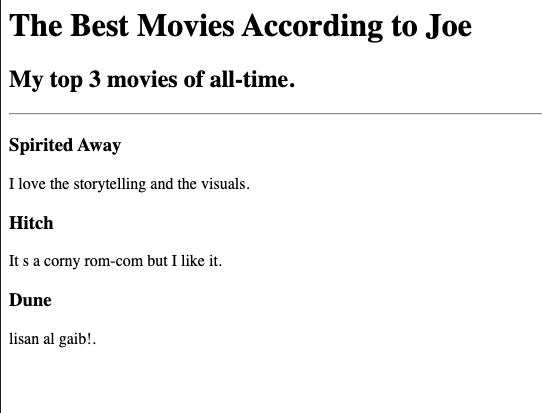 The Best Movies According to Joe
My top 3 movies of all-time.
Spirited Away
I love the storytelling and the visuals.
Hitch
It s a corny rom-com but I like it.
Dune
lisan al gaib!.